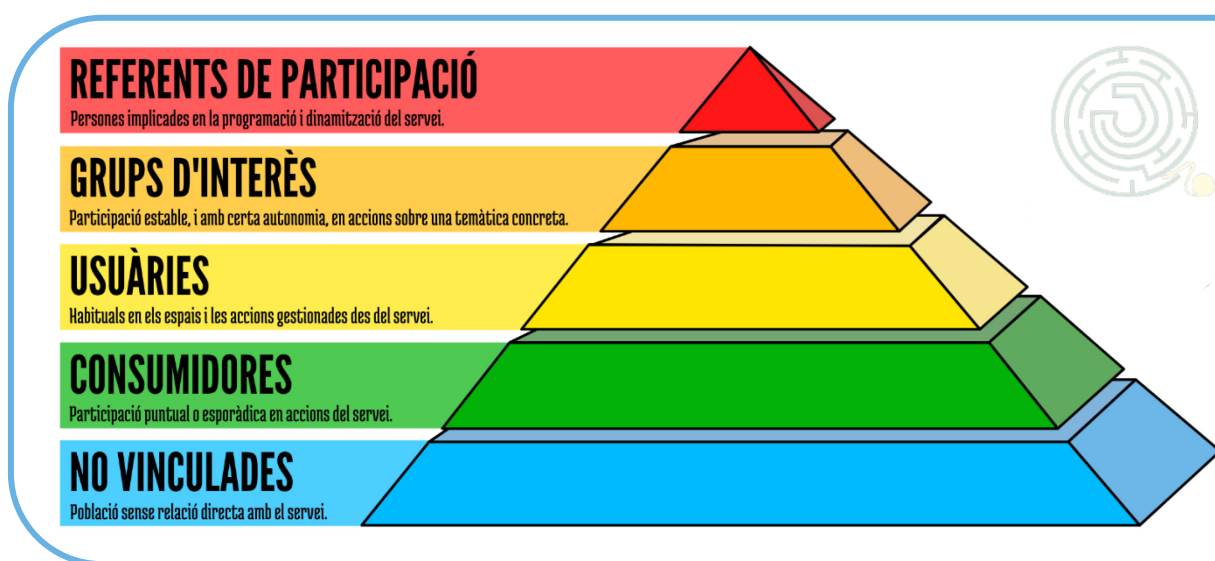 REFERENTS DE PARTICIPACIÓ
Persones implicades en la programació i dinamització del servei.
GRUPS D'INTERÈS
Participació estable, i amb certa autonomia, en accions sobre una temàtica concreta.
USUÀRIES
Habituals en els espais i les accions gestionades des del servei.
CONSUMIDORES
Participació puntual o esporàdica en accions del servei.
NO VINCULADES
Població sense relació directa amb el servei.